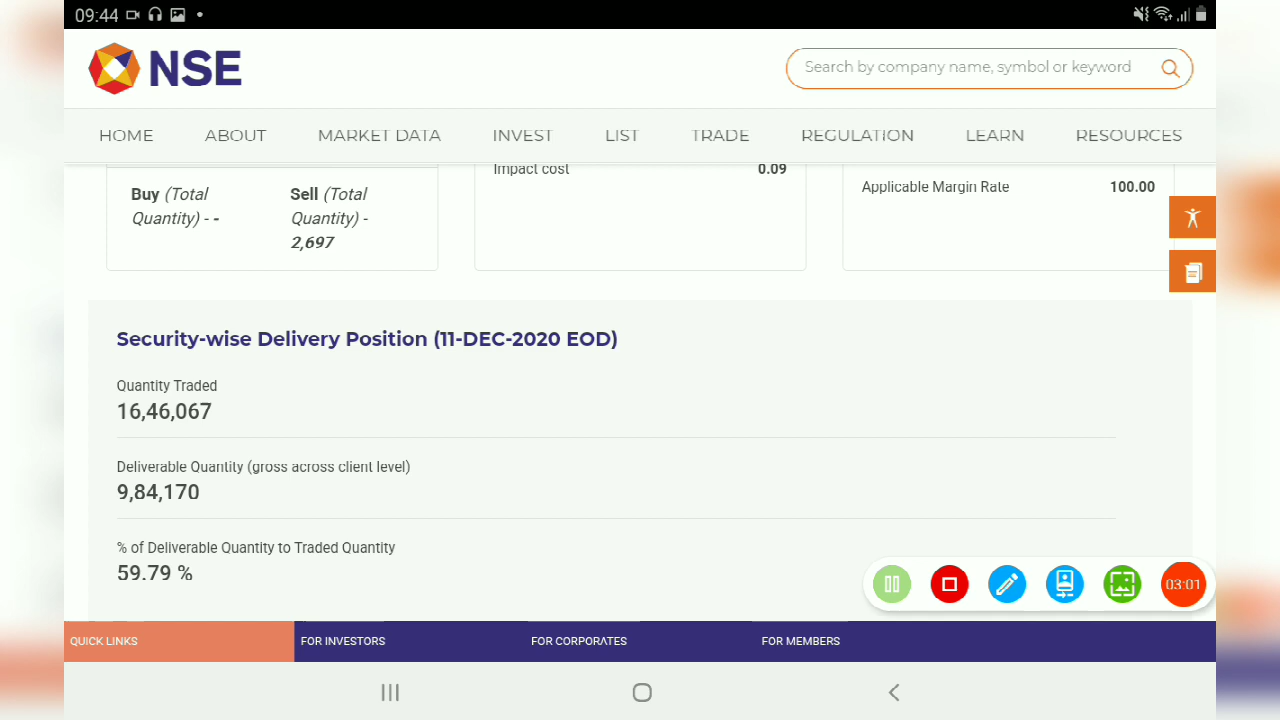 09:44
NSE
Search by company name, symbol or keyword
HOME ABOUT MARKET DATA INVEST LIST TRADE REGULATION LEARN RESOURCES
Buy (Total Quantity) - -
Sell (Total Quantity) - 2,697
Impact cost 0.09
Applicable Margin Rate 100.00
Security-wise Delivery Position (11-DEC-2020 EOD)
Quantity Traded
16,46,067
Deliverable Quantity (gross across client level)
9,84,170
% of Deliverable Quantity to Traded Quantity
59.79 %
03:01
QUICK LINKS FOR INVESTORS FOR CORPORATES FOR MEMBERS